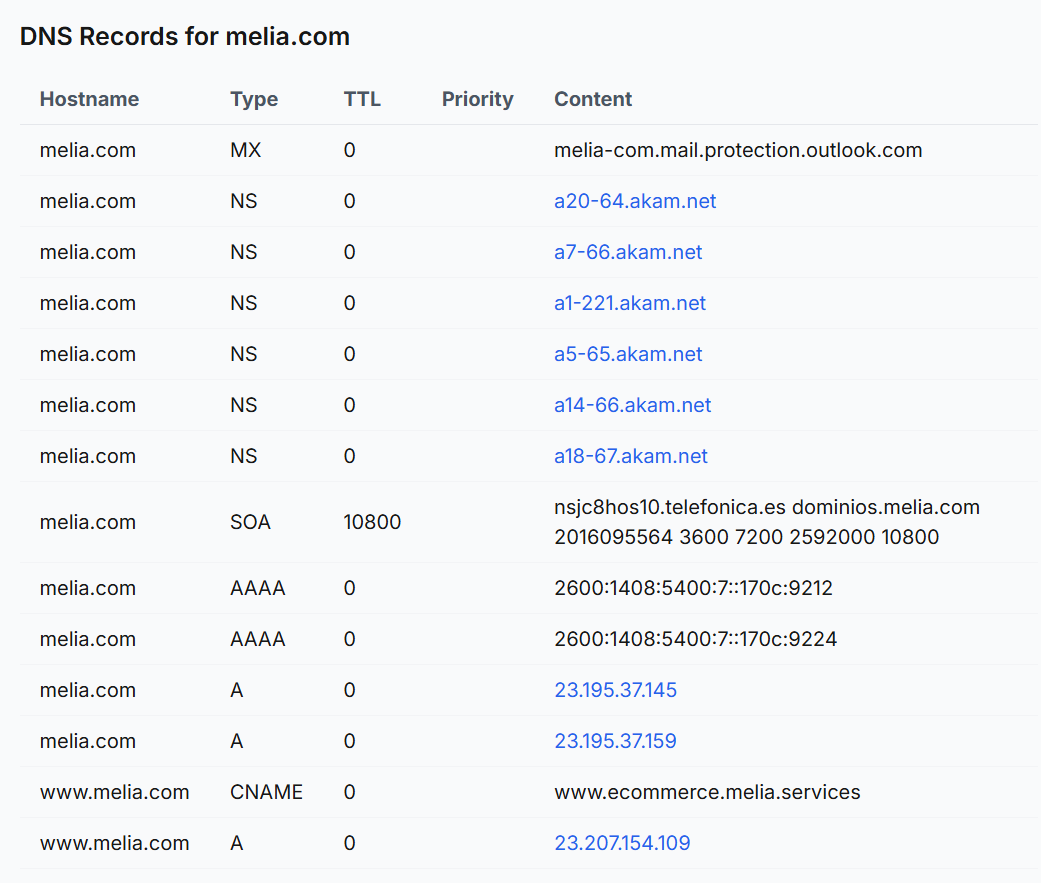 DNS Records for melia.com
Hostname Type TTL Priority Content
melia.com MX 0 melia-com.mail.protection.outlook.com
melia.com NS 0 a20-64.akam.net
melia.com NS 0 a7-66.akam.net
melia.com NS 0 a1-221.akam.net
melia.com NS 0 a5-65.akam.net
melia.com NS 0 a14-66.akam.net
melia.com NS 0 a18-67.akam.net
melia.com SOA 10800 nsjc8hos10.telefonica.es dominios.melia.com
2016095564 3600 7200 2592000 10800
melia.com AAAA 0 2600:1408:5400:7::170c:9212
melia.com AAAA 0 2600:1408:5400:7::170c:9224
melia.com A 0 23.195.37.145
melia.com A 0 23.195.37.159
www.melia.com CNAME 0 www.ecommerce.melia.services
www.melia.com A 0 23.207.154.109